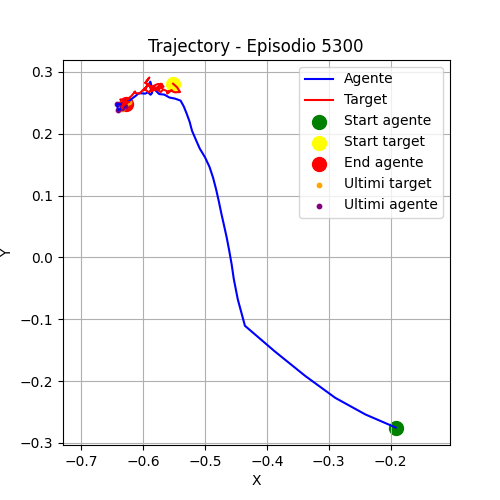 Trajectory - Episodio 5300
Agente
Target
Start agente
Start target
End agente
Ultimi target
Ultimi agente
0.3
0.2
0.1
0.0
−0.1
−0.2
−0.3
Y
−0.7
−0.6
−0.5
−0.4
−0.3
−0.2
X